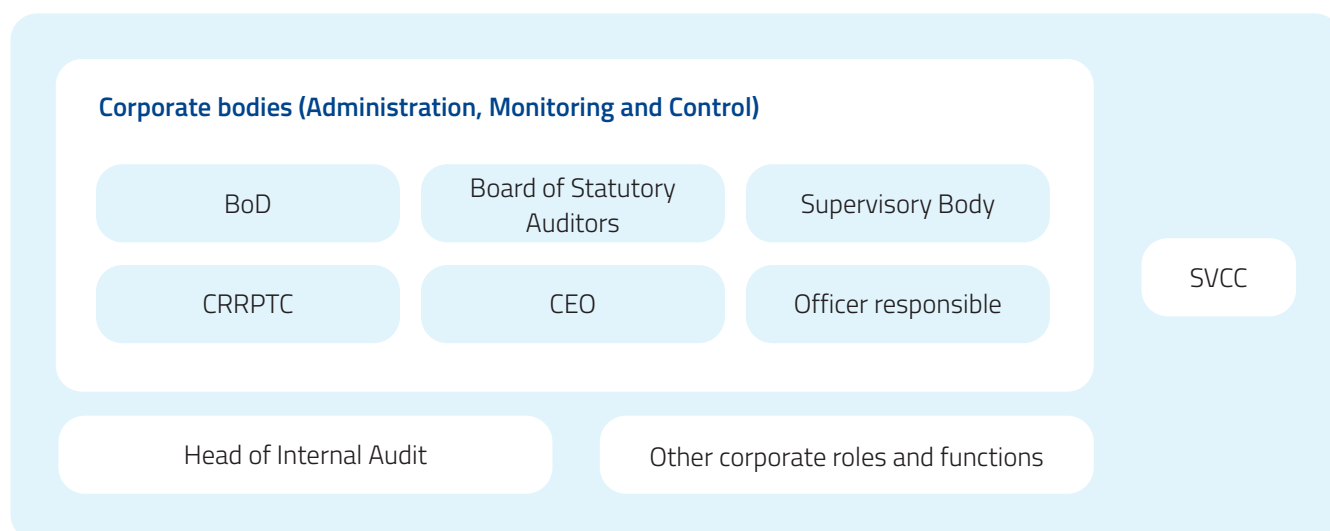 Corporate bodies (Administration, Monitoring and Control)
BoD
Board of Statutory
Auditors
Supervisory Body
CRRPTC
CEO
Officer responsible
SVCC
Head of Internal Audit
Other corporate roles and functions